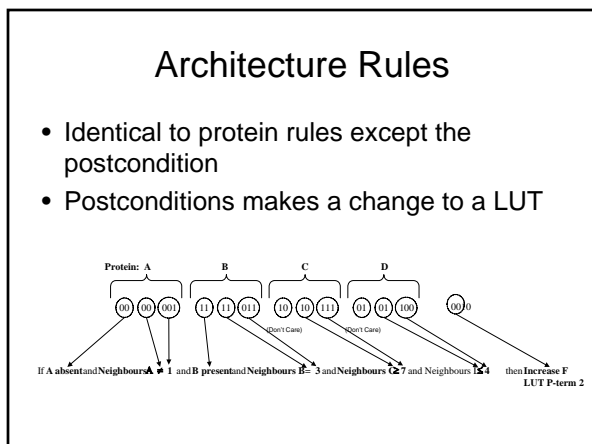 Architecture Rules
• Identical to protein rules except the
postcondition
• Postconditions makes a change to a LUT
Protein: A B C D
00 00 001 11 11 011 10 10 111 01 01 100 0010
(Don't Care) (Don't Care)
If A absent and Neighbours A ≠ 1 and B present and Neighbours B= 3 and Neighbours C≥7 and Neighbours D≤4 then Increase F
LUT P-term 2